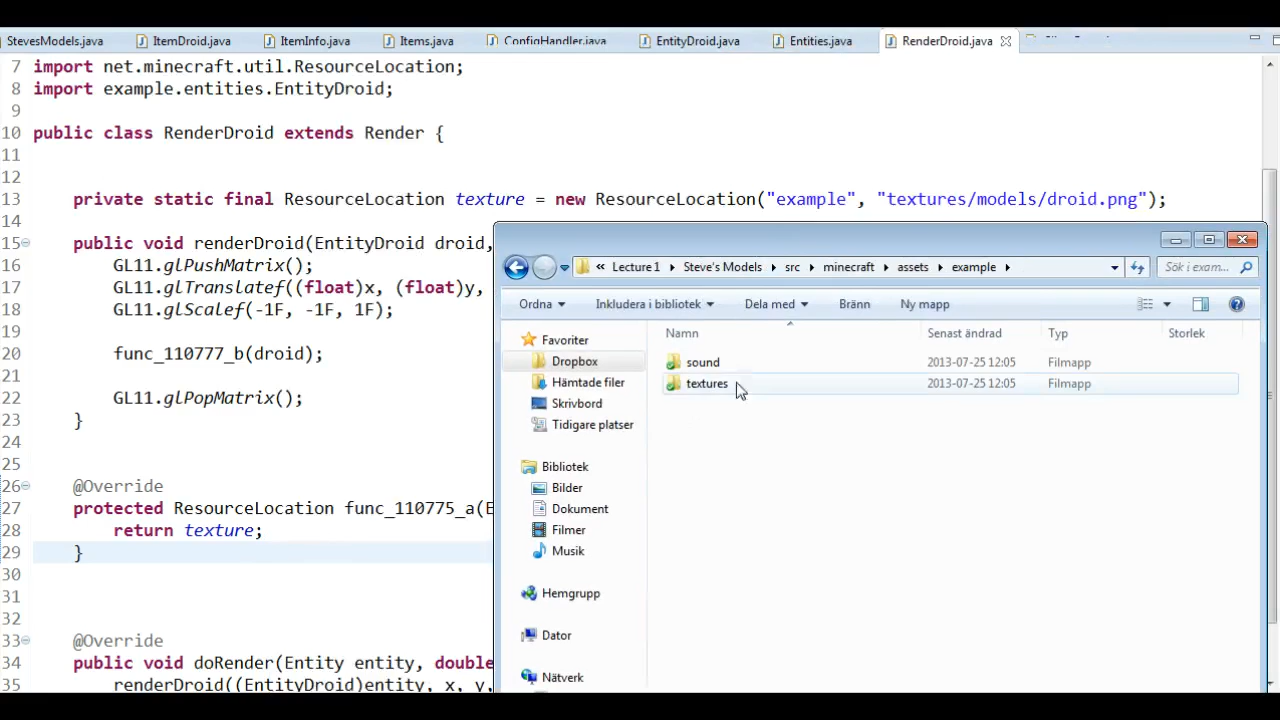 StevesModels.java ItemDroid.java ItemInfo.java Items.java ConfigHandler.java EntityDroid.java Entities.java RenderDroid.java
7 import net.minecraft.util.ResourceLocation;
8 import example.entities.EntityDroid;
9
10 public class RenderDroid extends Render {
11
12
13 private static final ResourceLocation texture = new ResourceLocation("example", "textures/models/droid.png");
14
15 public void renderDroid(EntityDroid droid,
16 GL11.glPushMatrix();
17 GL11.glTranslatef((float)x, (float)y,
18 GL11.glScalef(-1F, -1F, 1F);
19
20 func_110777_b(droid);
21
22 GL11.glPopMatrix();
23 }
24
25
26 @Override
27 protected ResourceLocation func_110775_a(E
28 return texture;
29 }
30
31
32
33 @Override
34 public void doRender(Entity entity, double
35 renderDroid((EntityDroid)entity, x, y,
« Lecture 1 Steve's Models src minecraft assets example Sök i exam...
Ordna Inkludera i bibliotek Dela med Bränn Ny mapp
Namn Senast ändrad Typ Storlek
sound 2013-07-25 12:05 Filmapp
textures 2013-07-25 12:05 Filmapp
Favoriter
Dropbox
Hämtade filer
Skrivbord
Tidigare platser
Bibliotek
Bilder
Dokument
Filmer
Musik
Hemgrupp
Dator
Nätverk